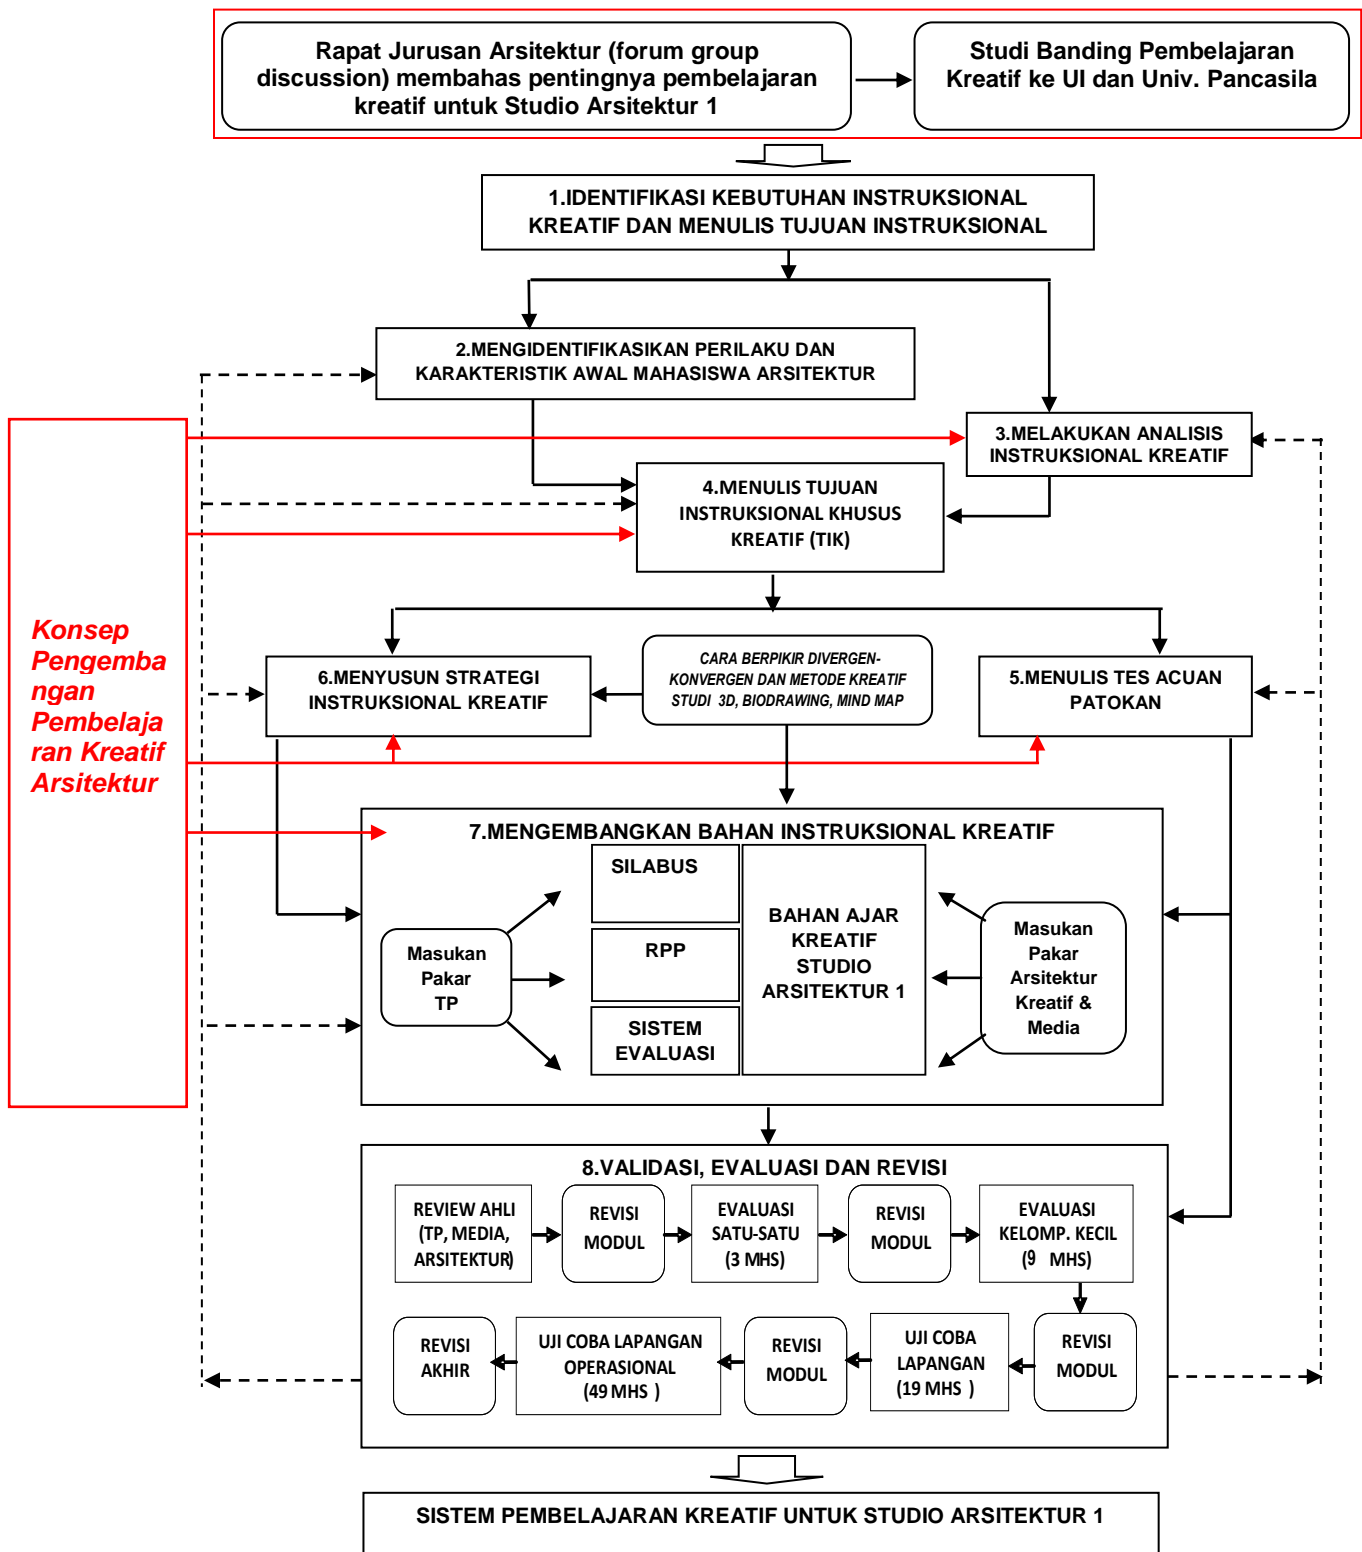 Rapat Jurusan Arsitektur (forum group
discussion) membahas pentingnya pembelajaran
kreatif untuk Studio Arsitektur 1
Studi Banding Pembelajaran
Kreatif ke UI dan Univ. Pancasila
1.IDENTIFIKASI KEBUTUHAN INSTRUKSIONAL
KREATIF DAN MENULIS TUJUAN INSTRUKSIONAL
2.MENGIDENTIFIKASIKAN PERILAKU DAN
KARAKTERISTIK AWAL MAHASISWA ARSITEKTUR
3.MELAKUKAN ANALISIS
INSTRUKSIONAL KREATIF
4.MENULIS TUJUAN
INSTRUKSIONAL KHUSUS
KREATIF (TIK)
Konsep
Pengemba
ngan
Pembelaja
ran Kreatif
Arsitektur
6.MENYUSUN STRATEGI
INSTRUKSIONAL KREATIF
CARA BERPIKIR DIVERGEN-
KONVERGEN DAN METODE KREATIF
STUDI 3D, BIODRAWING, MIND MAP
5.MENULIS TES ACUAN
PATOKAN
7.MENGEMBANGKAN BAHAN INSTRUKSIONAL KREATIF
Masukan
Pakar
TP
SILABUS
RPP
SISTEM
EVALUASI
BAHAN AJAR
KREATIF
STUDIO
ARSITEKTUR 1
Masukan
Pakar
Arsitektur
Kreatif &
Media
8.VALIDASI, EVALUASI DAN REVISI
REVIEW AHLI
(TP, MEDIA,
ARSITEKTUR)
REVISI
MODUL
EVALUASI
SATU-SATU
(3 MHS)
REVISI
MODUL
EVALUASI
KELOMP. KECIL
(9 MHS)
REVISI
AKHIR
UJI COBA LAPANGAN
OPERASIONAL
(49 MHS )
REVISI
MODUL
UJI COBA
LAPANGAN
(19 MHS )
REVISI
MODUL
SISTEM PEMBELAJARAN KREATIF UNTUK STUDIO ARSITEKTUR 1